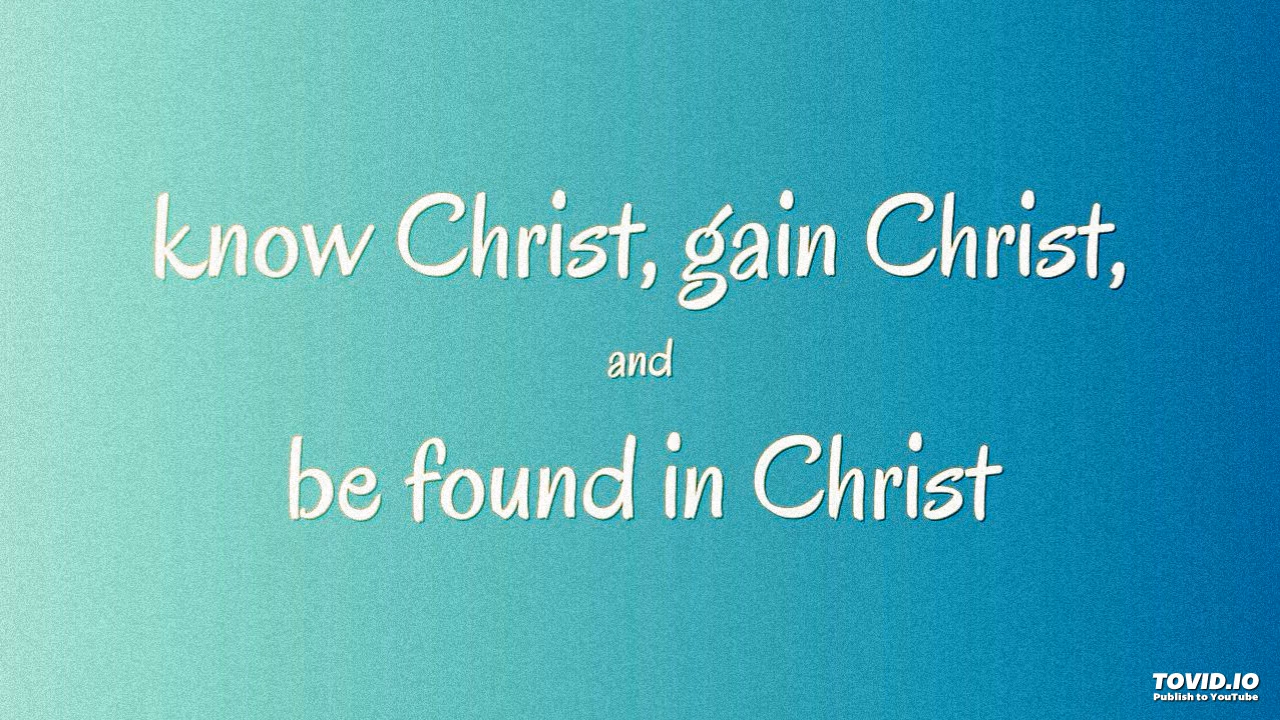 know Christ, gain Christ,
and
be found in Christ
TOVID.IO
Publish to YouTube